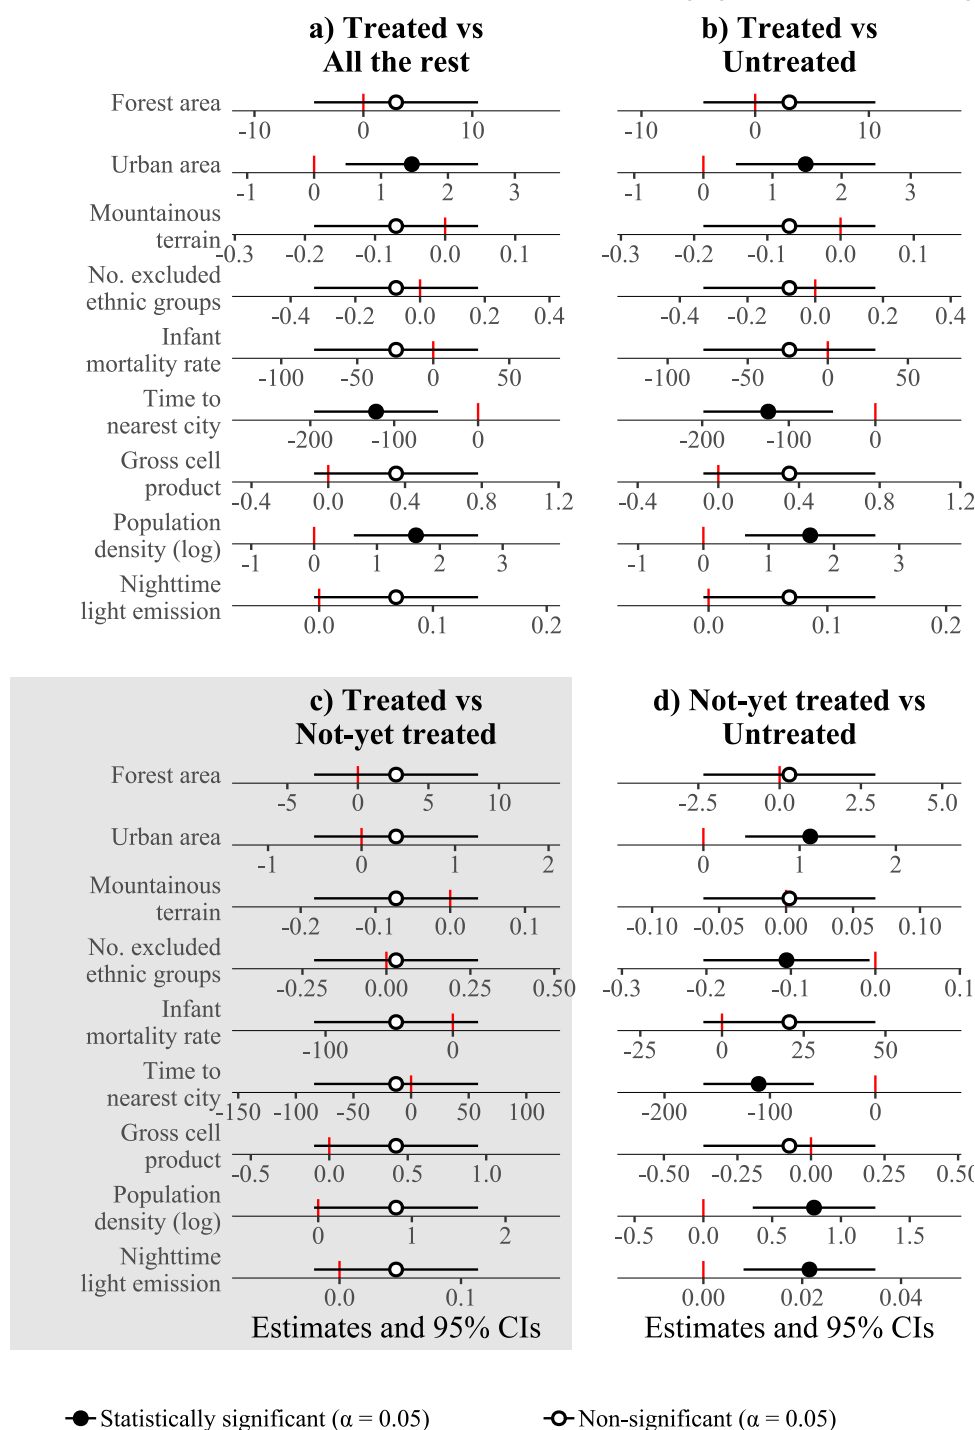 a) Treated vs
All the rest
Forest area
-10 0 10
Urban area
-1 0 1 2 3
Mountainous
terrain
-0.3 -0.2 -0.1 0.0 0.1
No. excluded
ethnic groups
-0.4 -0.2 0.0 0.2 0.4
Infant
mortality rate
-100 -50 0 50
Time to
nearest city
-200 -100 0
Gross cell
product
-0.4 0.0 0.4 0.8 1.2
Population
density (log)
-1 0 1 2 3
Nighttime
light emission
0.0 0.1 0.2
b) Treated vs
Untreated
-10 0 10
-1 0 1 2 3
-0.3 -0.2 -0.1 0.0 0.1
-0.4 -0.2 0.0 0.2 0.4
-100 -50 0 50
-200 -100 0
-0.4 0.0 0.4 0.8 1.2
-1 0 1 2 3
0.0 0.1 0.2
c) Treated vs
Not-yet treated
Forest area
-5 0 5 10
Urban area
-1 0 1 2
Mountainous
terrain
-0.2 -0.1 0.0 0.1
No. excluded
ethnic groups
-0.25 0.00 0.25 0.50
Infant
mortality rate
-100 0
Time to
nearest city
-150 -100 -50 0 50 100
Gross cell
product
-0.5 0.0 0.5 1.0
Population
density (log)
0 1 2
Nighttime
light emission
0.0 0.1
Estimates and 95% CIs
d) Not-yet treated vs
Untreated
-2.5 0.0 2.5 5.0
0 1 2
-0.10 -0.05 0.00 0.05 0.10
-0.3 -0.2 -0.1 0.0 0.1
-25 0 25 50
-200 -100 0
-0.50 -0.25 0.00 0.25 0.50
-0.5 0.0 0.5 1.0 1.5
0.00 0.02 0.04
Estimates and 95% CIs
Statistically significant (α = 0.05)
Non-significant (α = 0.05)